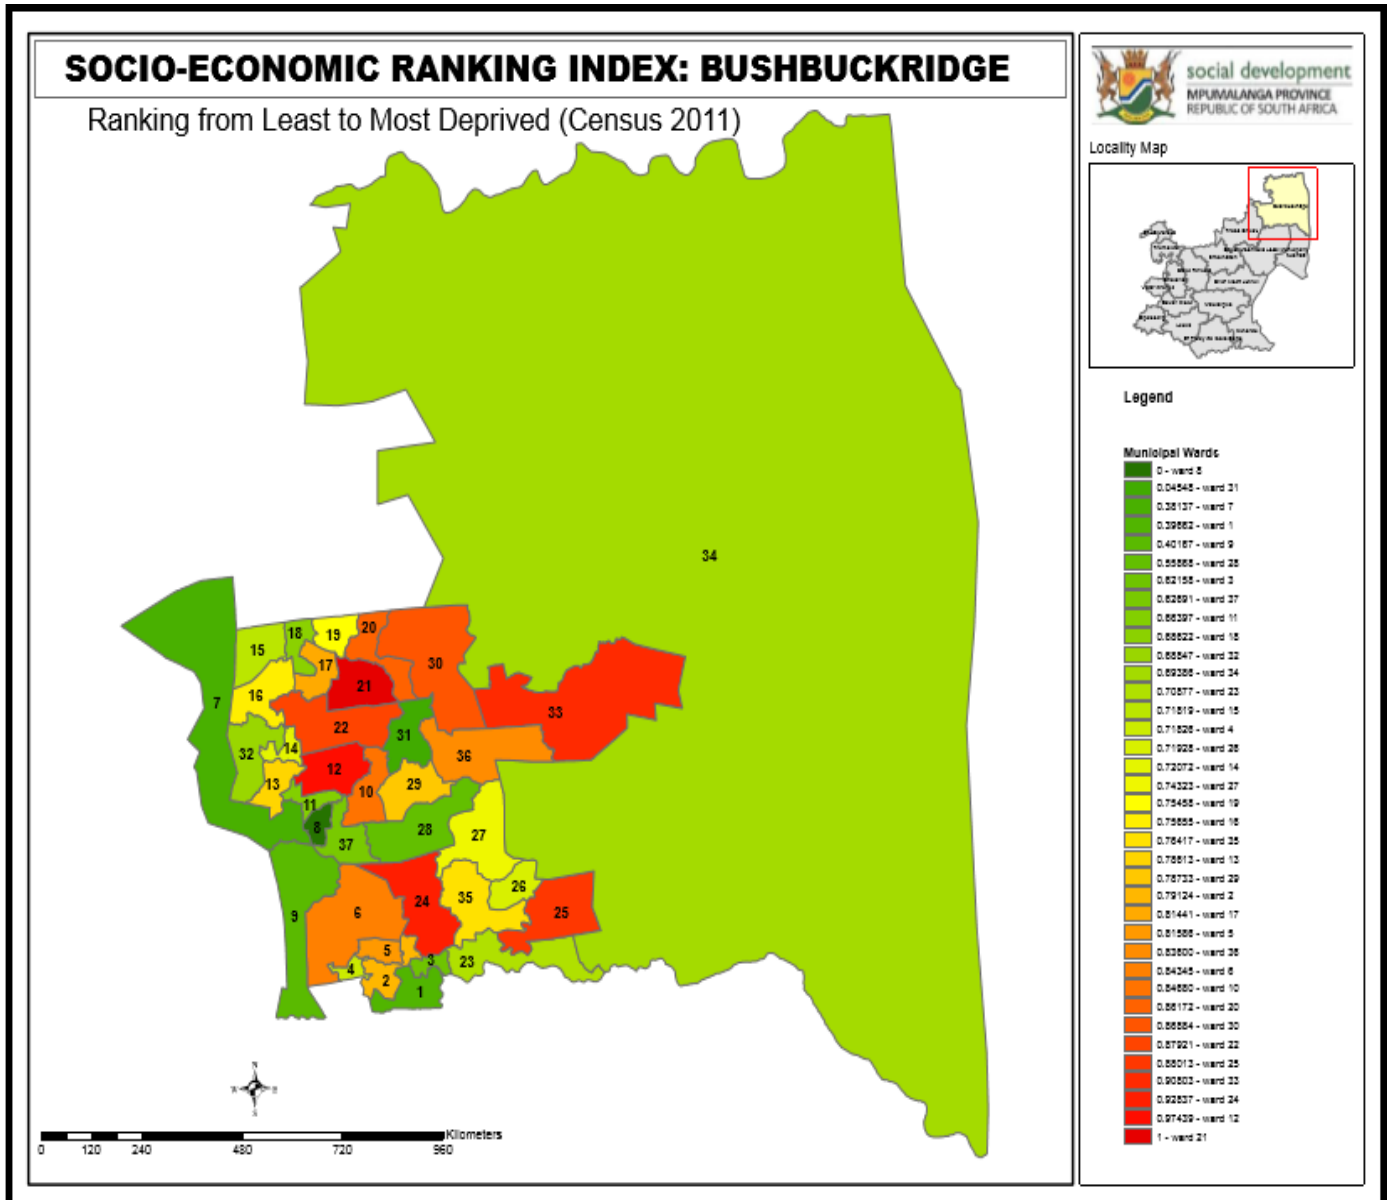 SOCIO-ECONOMIC RANKING INDEX: BUSHBUCKRIDGE
Ranking from Least to Most Deprived (Census 2011)
34
15
18
19
20
17
30
16
21
7
33
22
31
32
14
36
12
13
29
10
11
8
28
27
37
26
35
24
6
25
9
5
3
23
4
2
1
N
W
E
S
Kilometers
0
120
240
480
720
960
social development
MPUMALANGA PROVINCE
REPUBLIC OF SOUTH AFRICA
Locality Map
Legend
Municipal Wards
0 - ward 8
0.04548 - ward 31
0.38137 - ward 7
0.39662 - ward 1
0.40167 - ward 9
0.55868 - ward 28
0.62158 - ward 3
0.62691 - ward 37
0.66397 - ward 11
0.68622 - ward 18
0.68847 - ward 32
0.69386 - ward 34
0.70877 - ward 23
0.71819 - ward 15
0.71826 - ward 4
0.71928 - ward 26
0.72072 - ward 14
0.74323 - ward 27
0.75458 - ward 19
0.75655 - ward 16
0.76417 - ward 35
0.78613 - ward 13
0.78733 - ward 29
0.79124 - ward 2
0.81441 - ward 17
0.81586 - ward 5
0.83600 - ward 36
0.84345 - ward 6
0.84680 - ward 10
0.86172 - ward 20
0.86884 - ward 30
0.87921 - ward 22
0.88013 - ward 25
0.90803 - ward 33
0.92837 - ward 24
0.97439 - ward 12
1 - ward 21